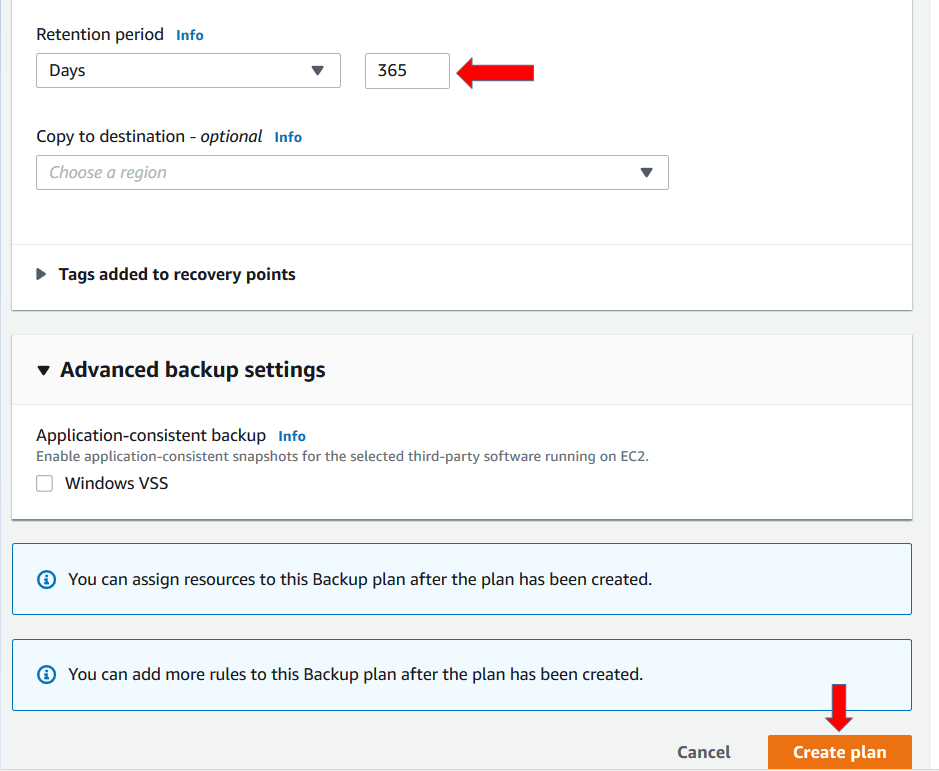 Retention period Info
Days 365
Copy to destination - optional Info
Choose a region
Tags added to recovery points
Advanced backup settings
Application-consistent backup Info
Enable application-consistent snapshots for the selected third-party software running on EC2.
Windows VSS
You can assign resources to this Backup plan after the plan has been created.
You can add more rules to this Backup plan after the plan has been created.
Cancel Create plan